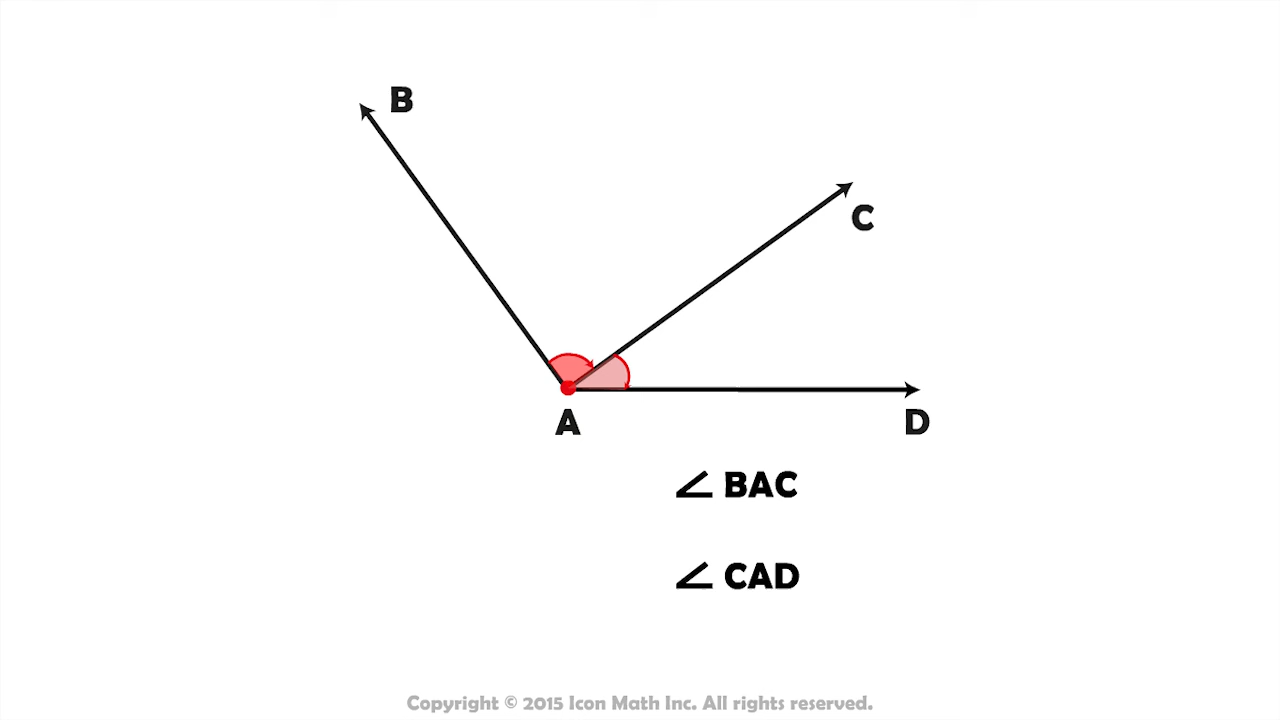 B
C
A
D
∠ BAC
∠ CAD
Copyright © 2015 Icon Math Inc. All rights reserved.